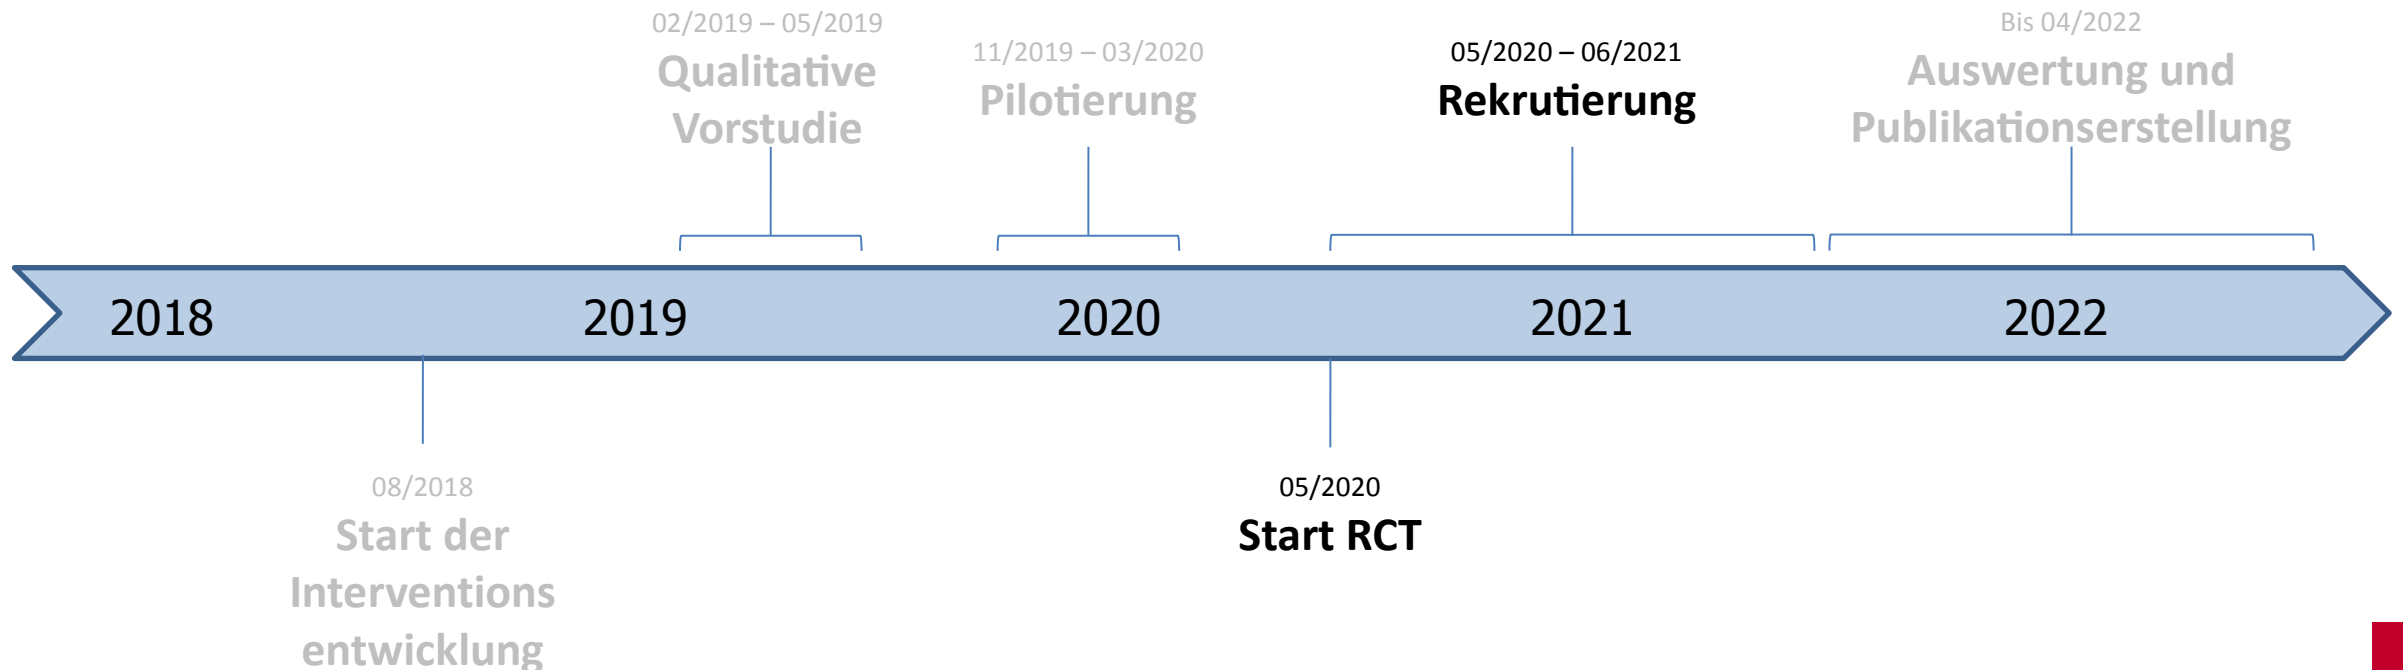 02/2019 – 05/2019
Qualitative
Vorstudie
11/2019 – 03/2020
Pilotierung
05/2020 – 06/2021
Rekrutierung
Bis 04/2022
Auswertung und
Publikationserstellung
2018
2019
2020
2021
2022
08/2018
Start der
Interventions
entwicklung
05/2020
Start RCT